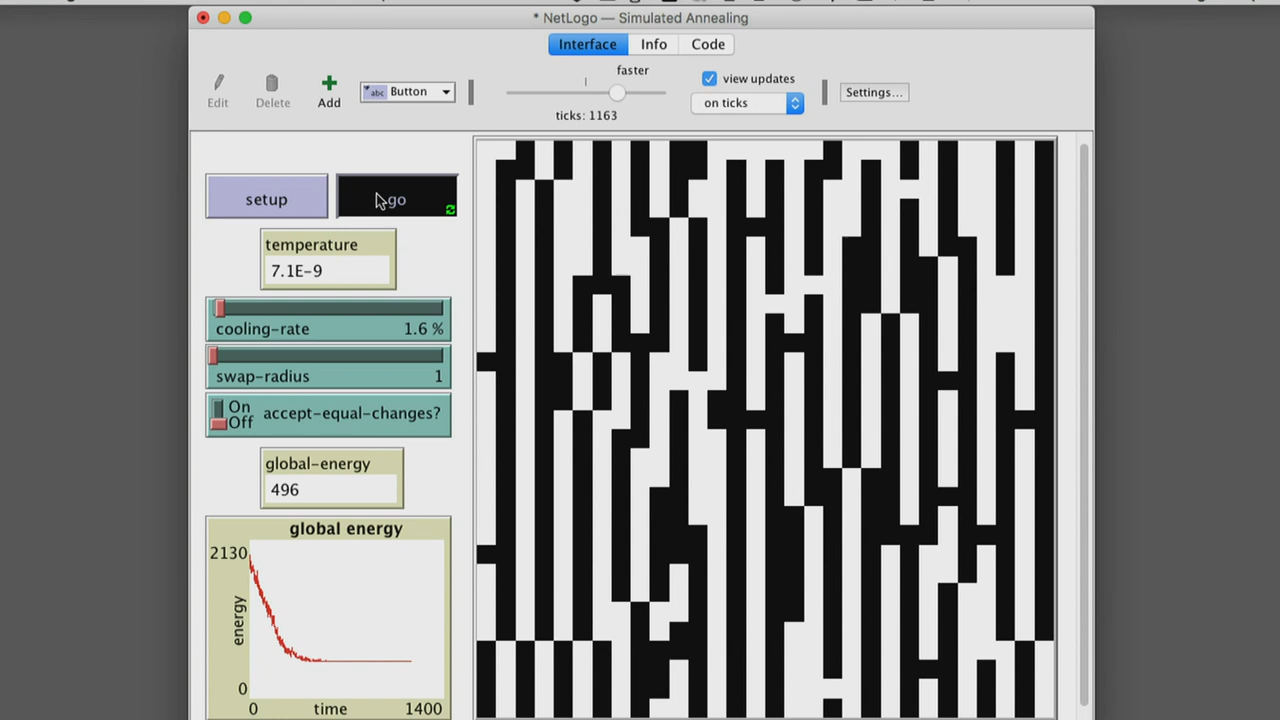 * NetLogo — Simulated Annealing
Interface Info Code
Edit Delete Add abc Button faster ticks: 1163 view updates on ticks Settings...
setup go
temperature
7.1E-9
cooling-rate 1.6 %
swap-radius 1
On
Off accept-equal-changes?
global-energy
496
global energy
2130
energy
0
0 time 1400